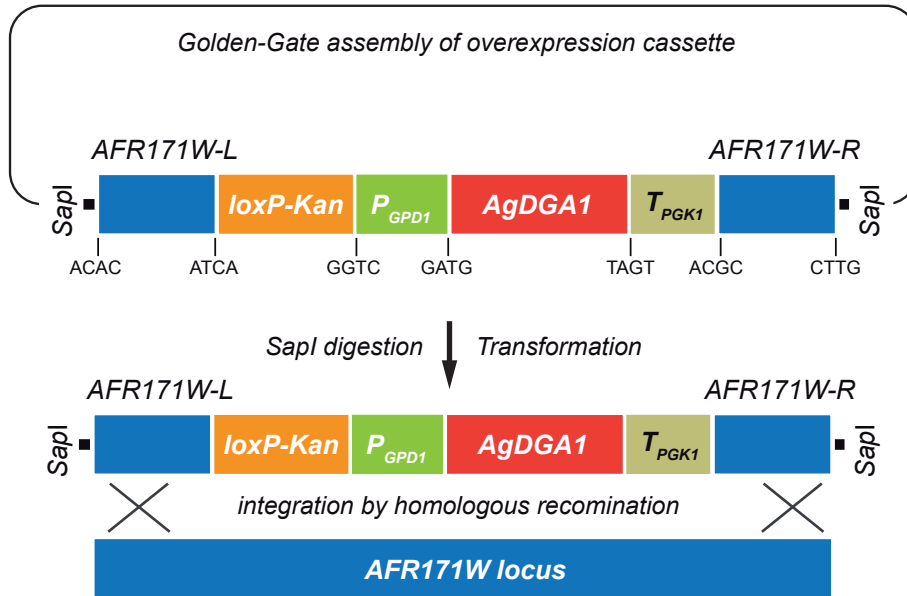 Golden-Gate assembly of overexpression cassette
AFR171W-L AFR171W-R
SapI loxP-Kan PGPD1 AgDGA1 TPGK1 SapI
ACAC ATCA GGTC GATG TAGT ACGC CTTG
SapI digestion Transformation
AFR171W-L AFR171W-R
SapI loxP-Kan PGPD1 AgDGA1 TPGK1 SapI
integration by homologous recomination
AFR171W locus